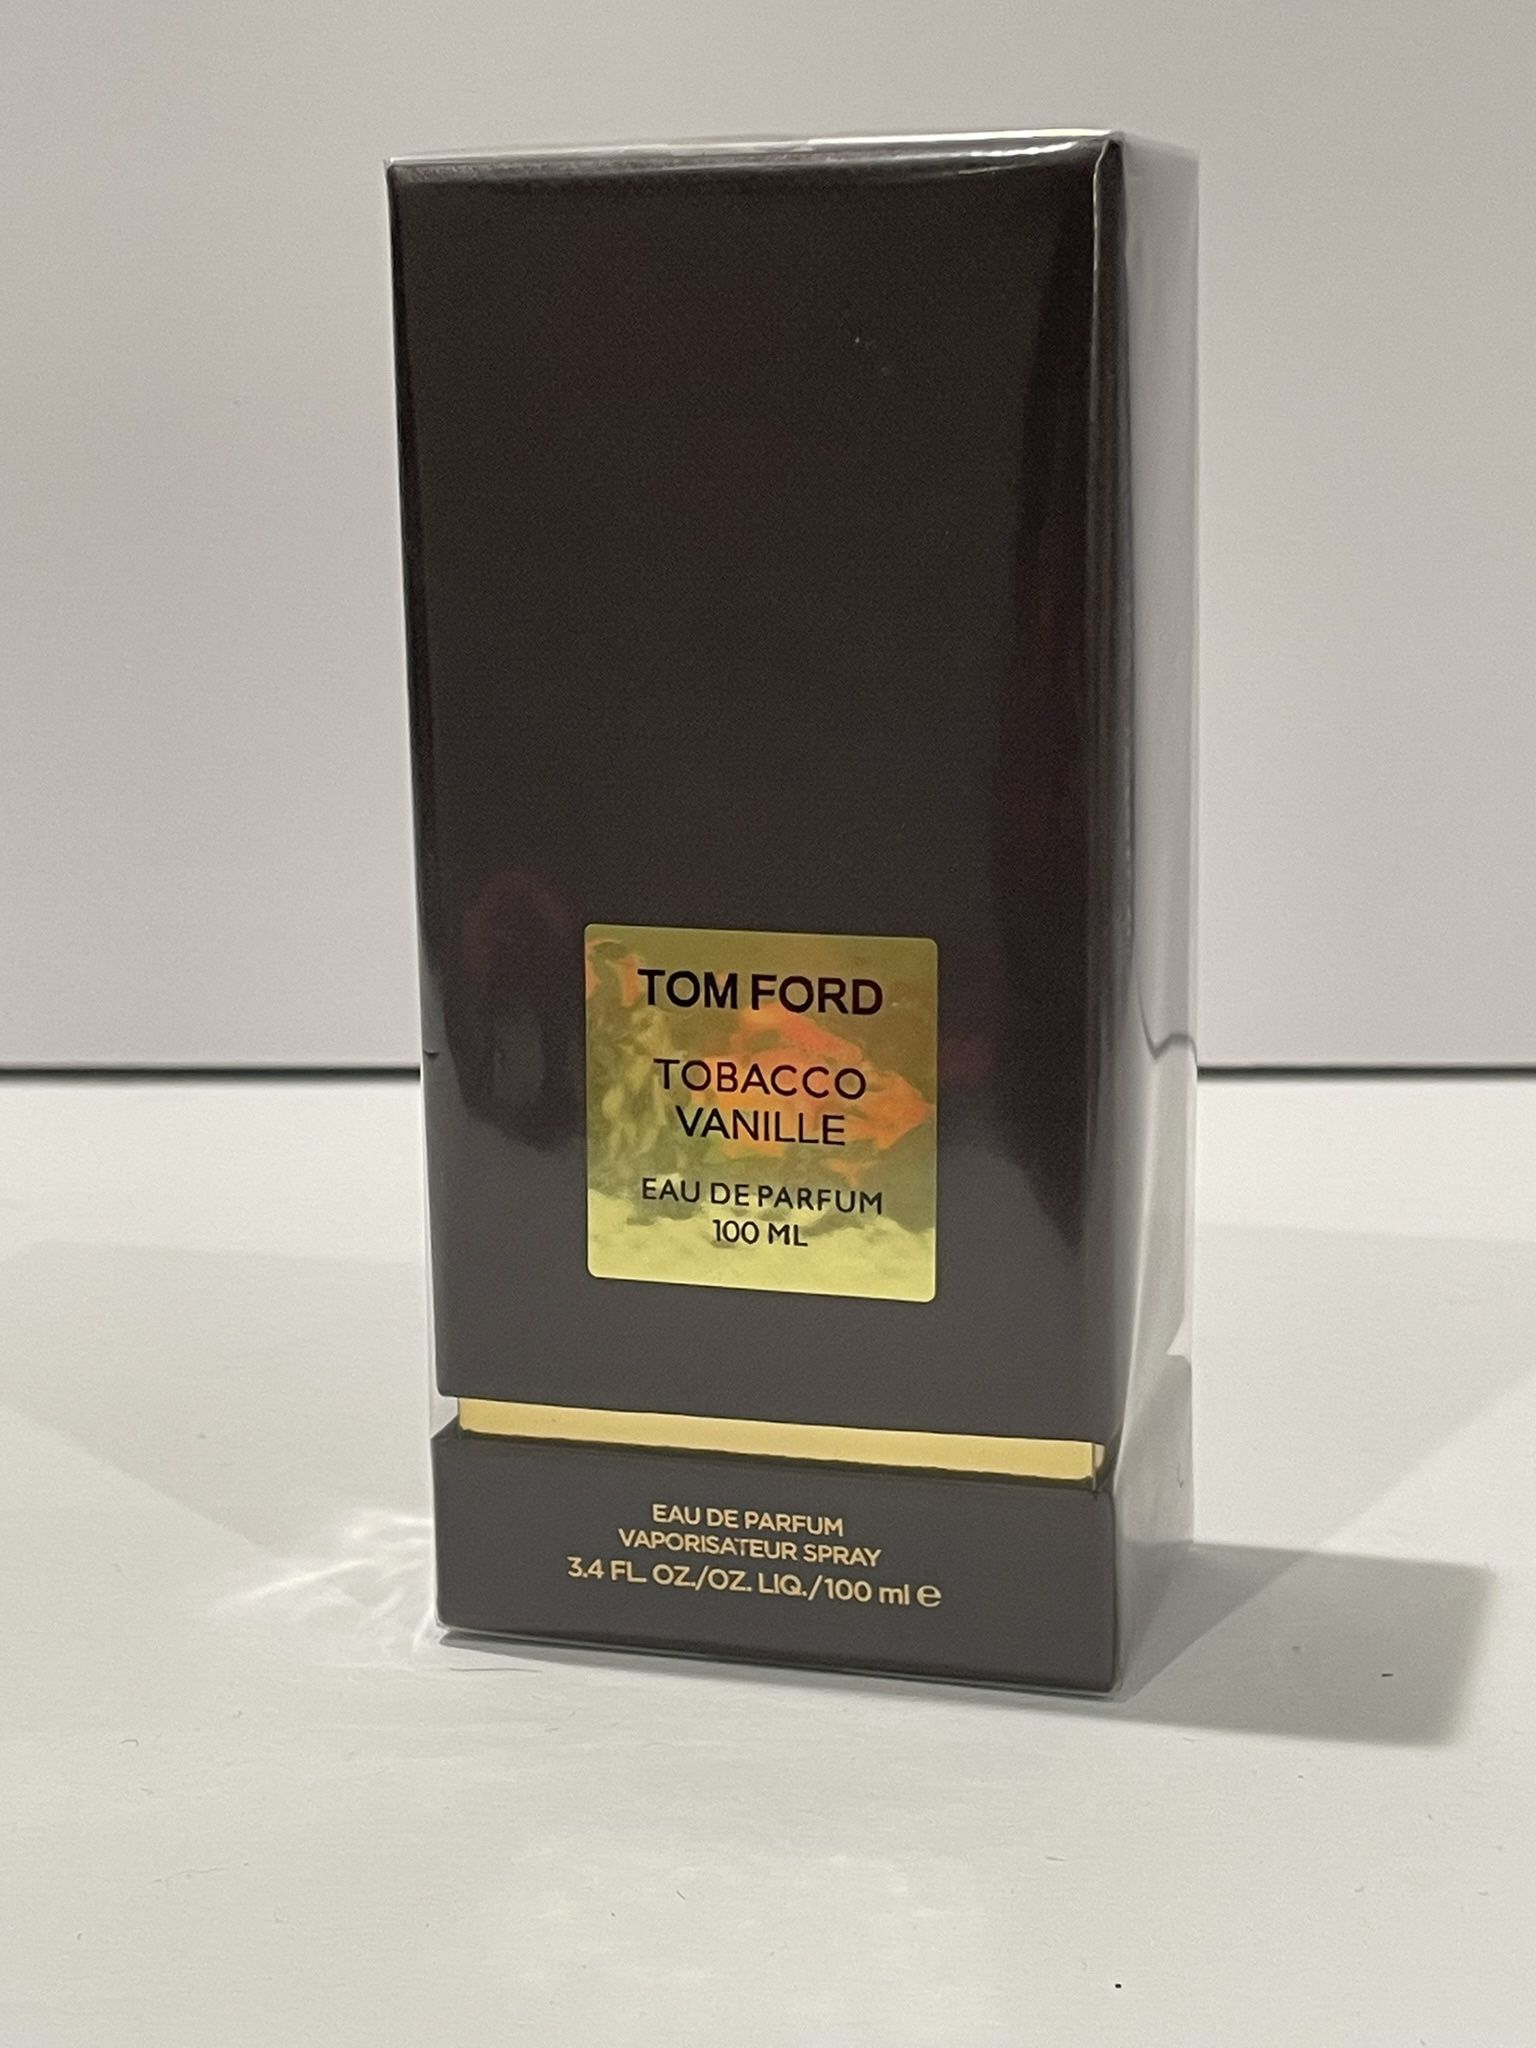 TOM FORD
TOBACCO
VANILLE
EAU DE PARFUM
100 ML
EAU DE PARFUM
VAPORISATEUR SPRAY
3.4 FL. OZ./OZ. LIQ./100 ml ℮